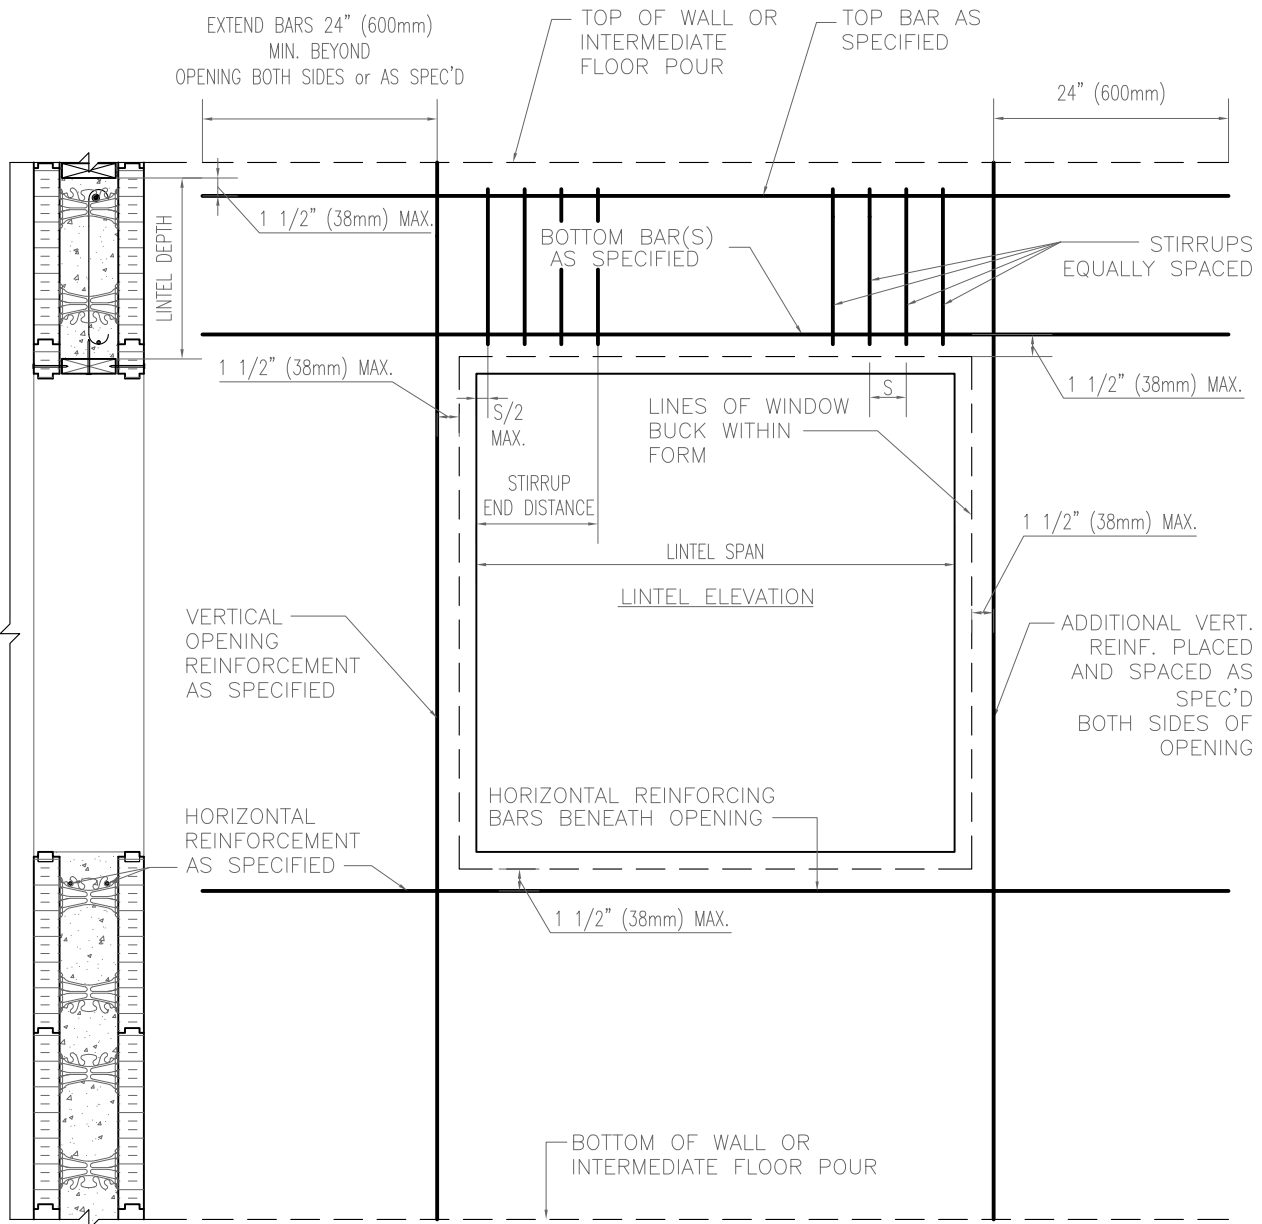 EXTEND BARS 24" (600mm)
MIN. BEYOND
OPENING BOTH SIDES or AS SPEC'D
TOP OF WALL OR
INTERMEDIATE
FLOOR POUR
TOP BAR AS
SPECIFIED
24" (600mm)
1 1/2" (38mm) MAX.
LINTEL DEPTH
BOTTOM BAR(S)
AS SPECIFIED
STIRRUPS
EQUALLY SPACED
1 1/2" (38mm) MAX.
S/2
MAX.
S
1 1/2" (38mm) MAX.
LINES OF WINDOW
BUCK WITHIN
FORM
STIRRUP
END DISTANCE
1 1/2" (38mm) MAX.
LINTEL SPAN
LINTEL ELEVATION
VERTICAL
OPENING
REINFORCEMENT
AS SPECIFIED
ADDITIONAL VERT.
REINF. PLACED
AND SPACED AS
SPEC'D
BOTH SIDES OF
OPENING
HORIZONTAL REINFORCING
BARS BENEATH OPENING
HORIZONTAL
REINFORCEMENT
AS SPECIFIED
1 1/2" (38mm) MAX.
BOTTOM OF WALL OR
INTERMEDIATE FLOOR POUR